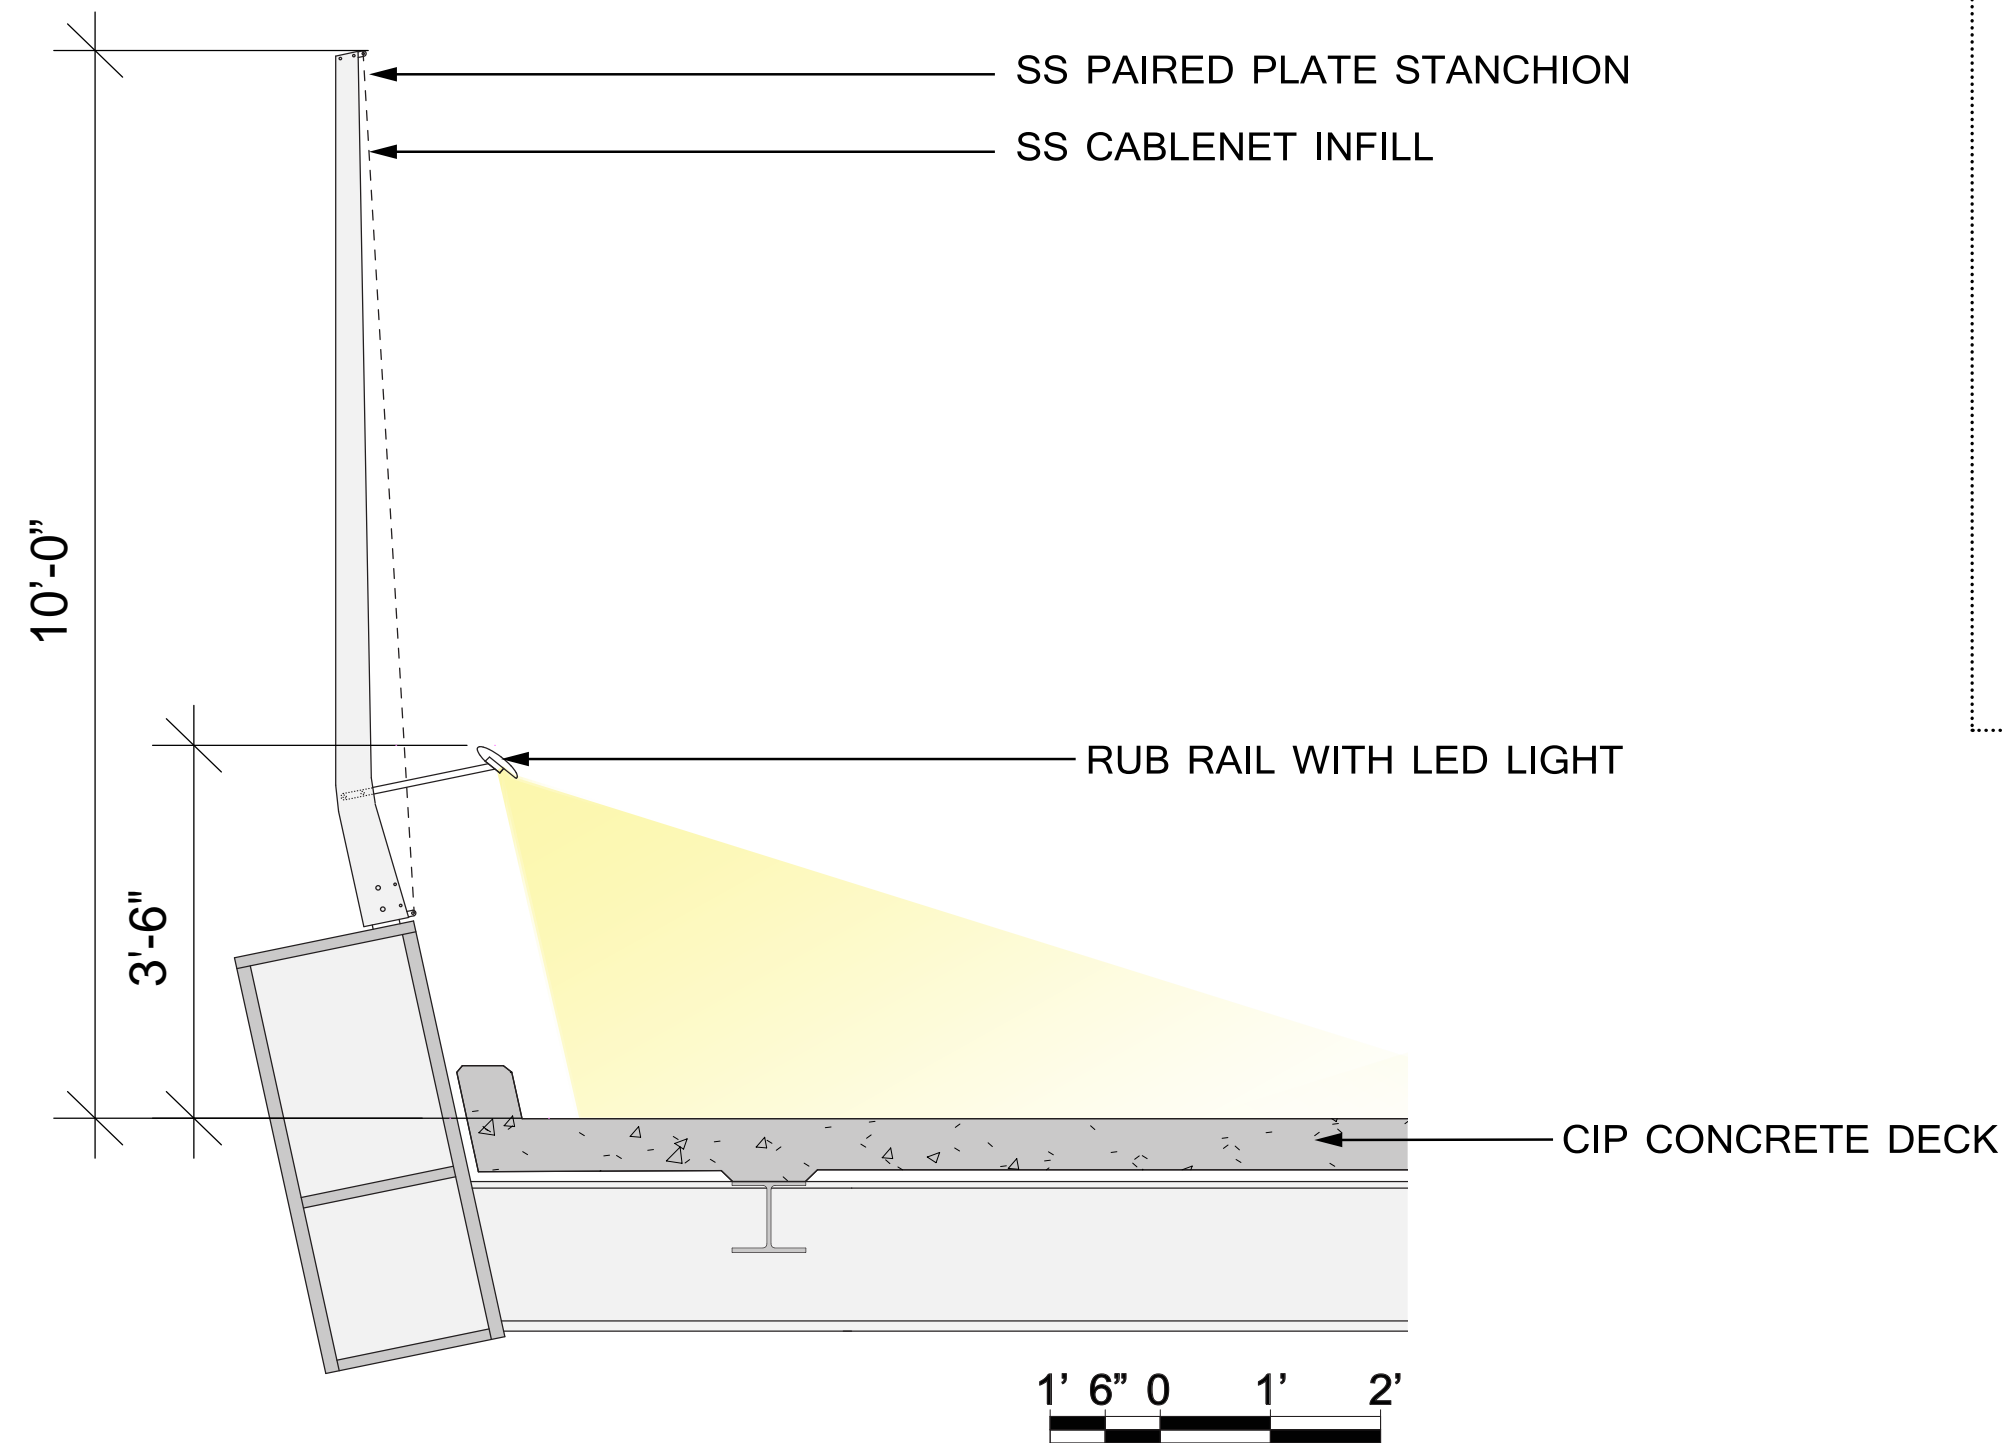 SS PAIRED PLATE STANCHION
SS CABLENET INFILL
10’-0”
RUB RAIL WITH LED LIGHT
3'-6"
CIP CONCRETE DECK
1’ 6” 0 1’ 2’